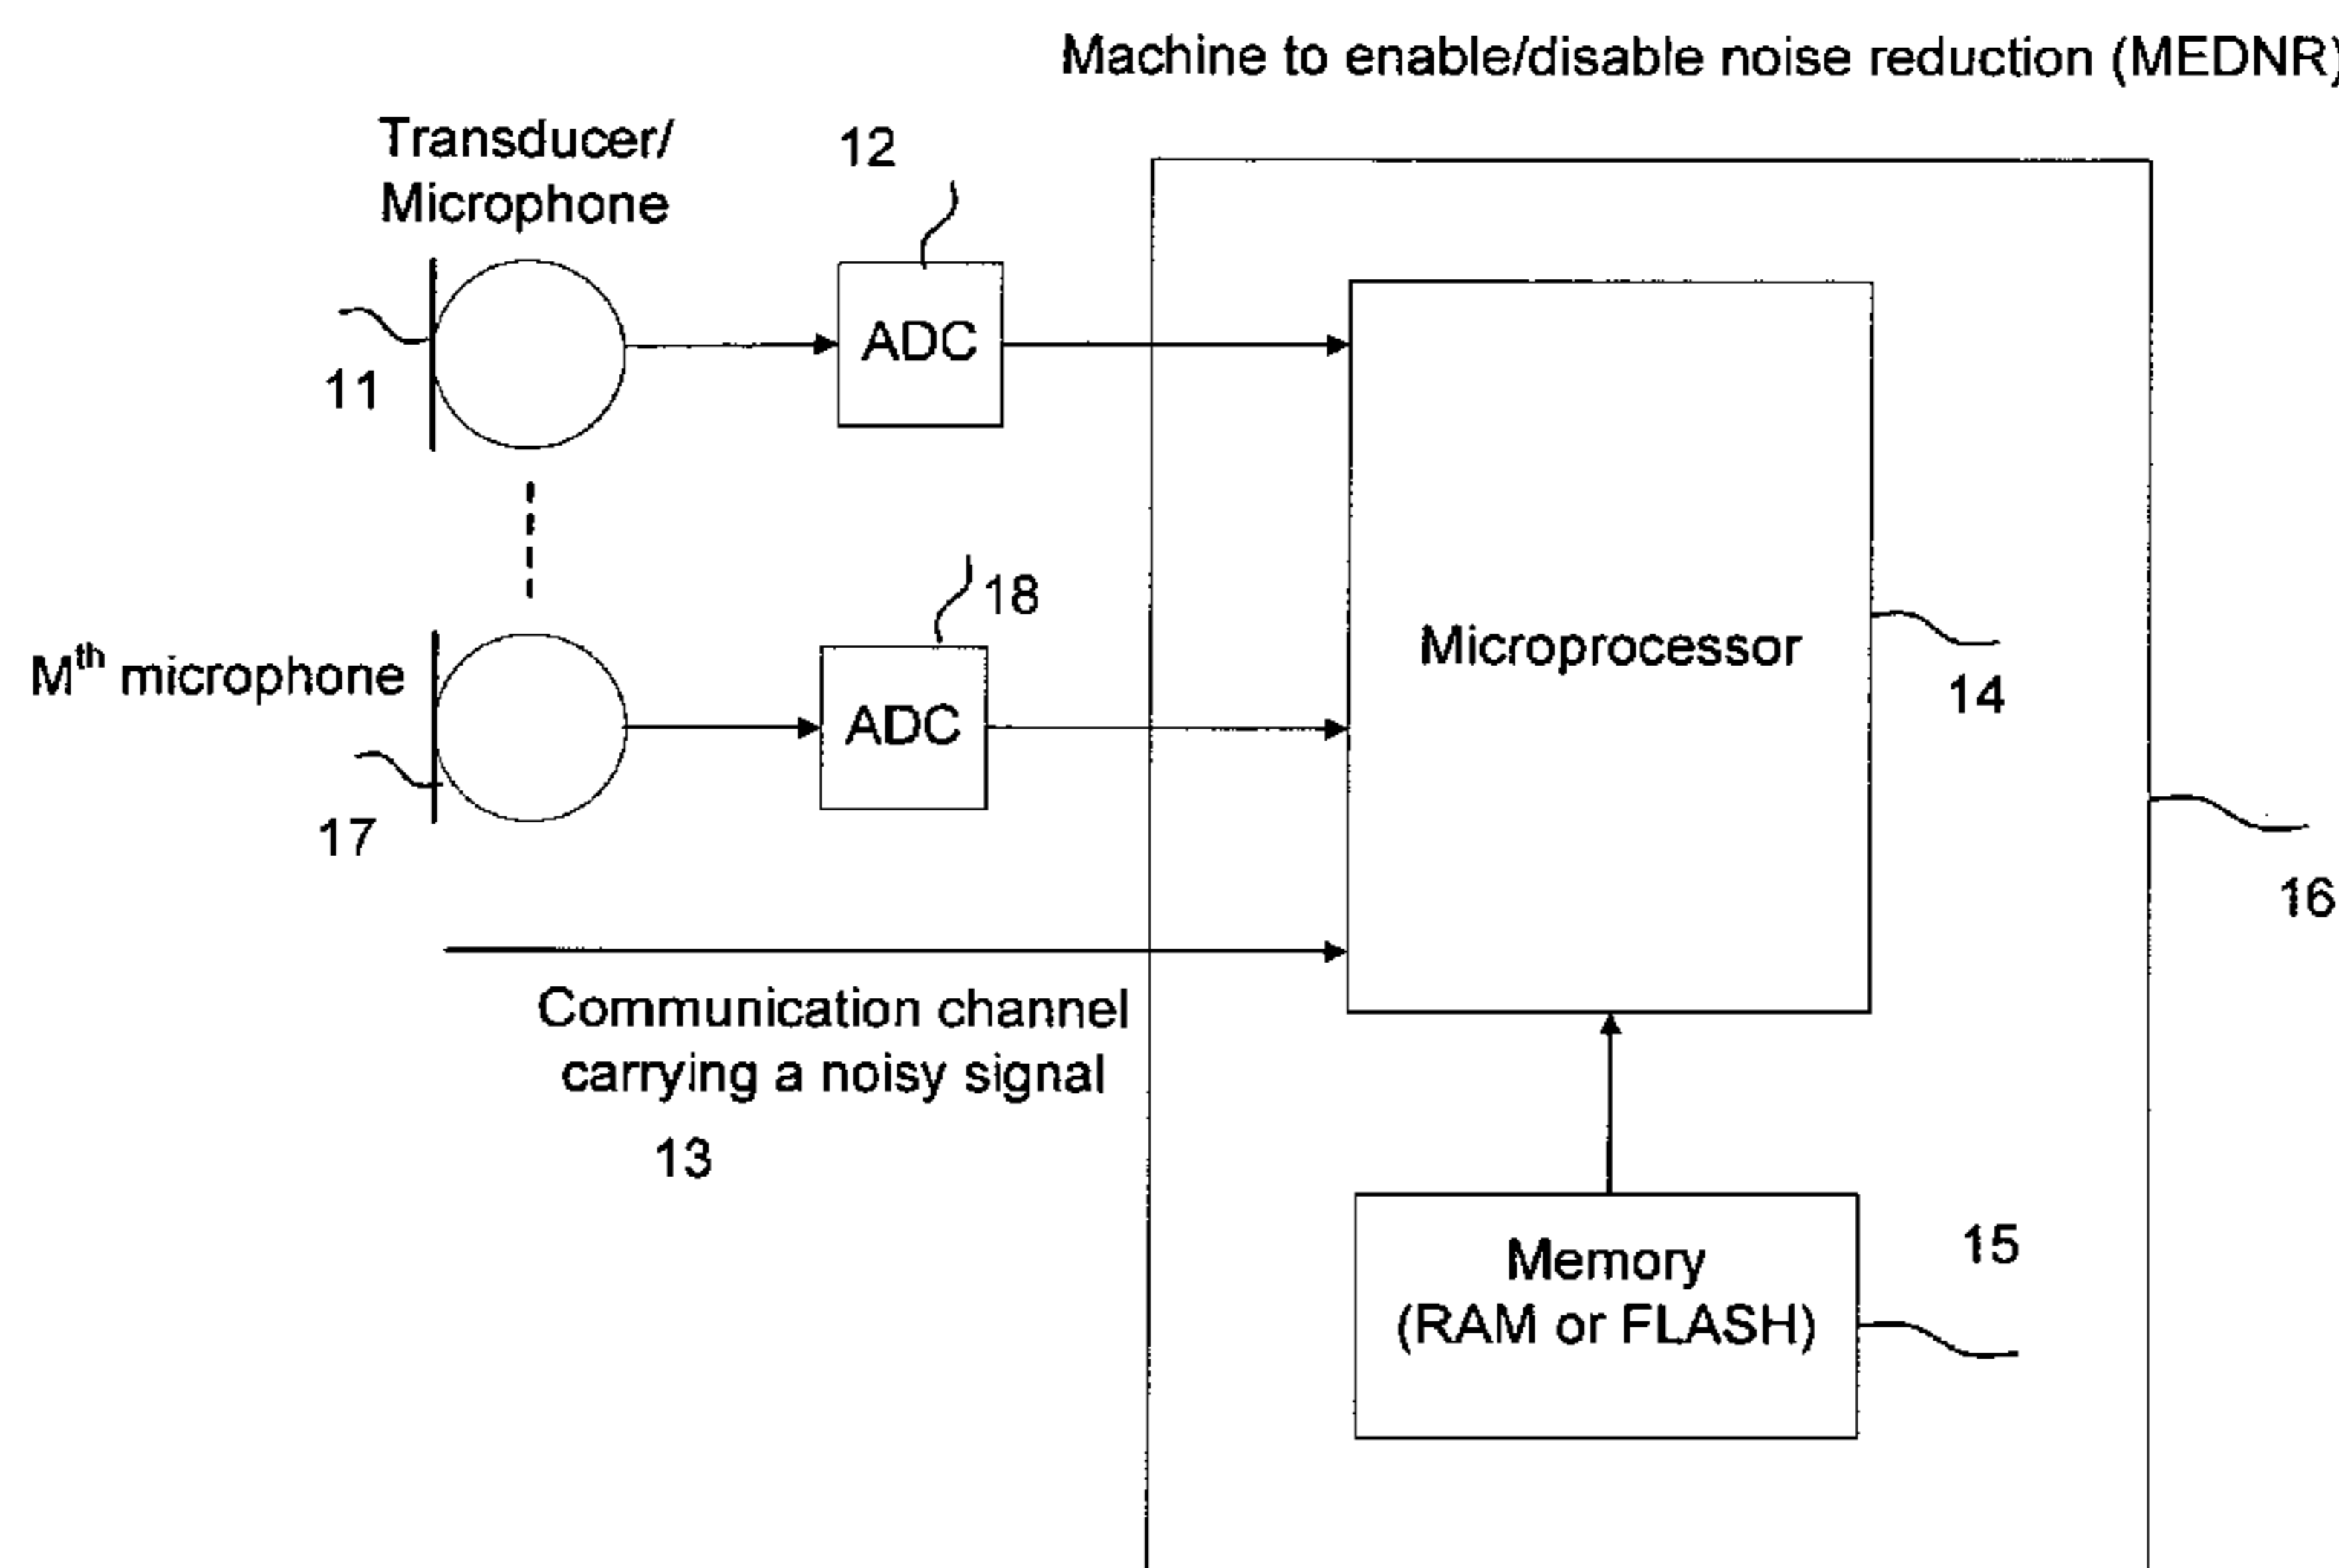 Machine to enable/disable noise reduction (MEDNR)
Transducer/
Microphone
12
ADC
11
18
Mth microphone
ADC
Microprocessor
14
17
16
Communication channel
carrying a noisy signal
13
Memory
(RAM or FLASH)
15